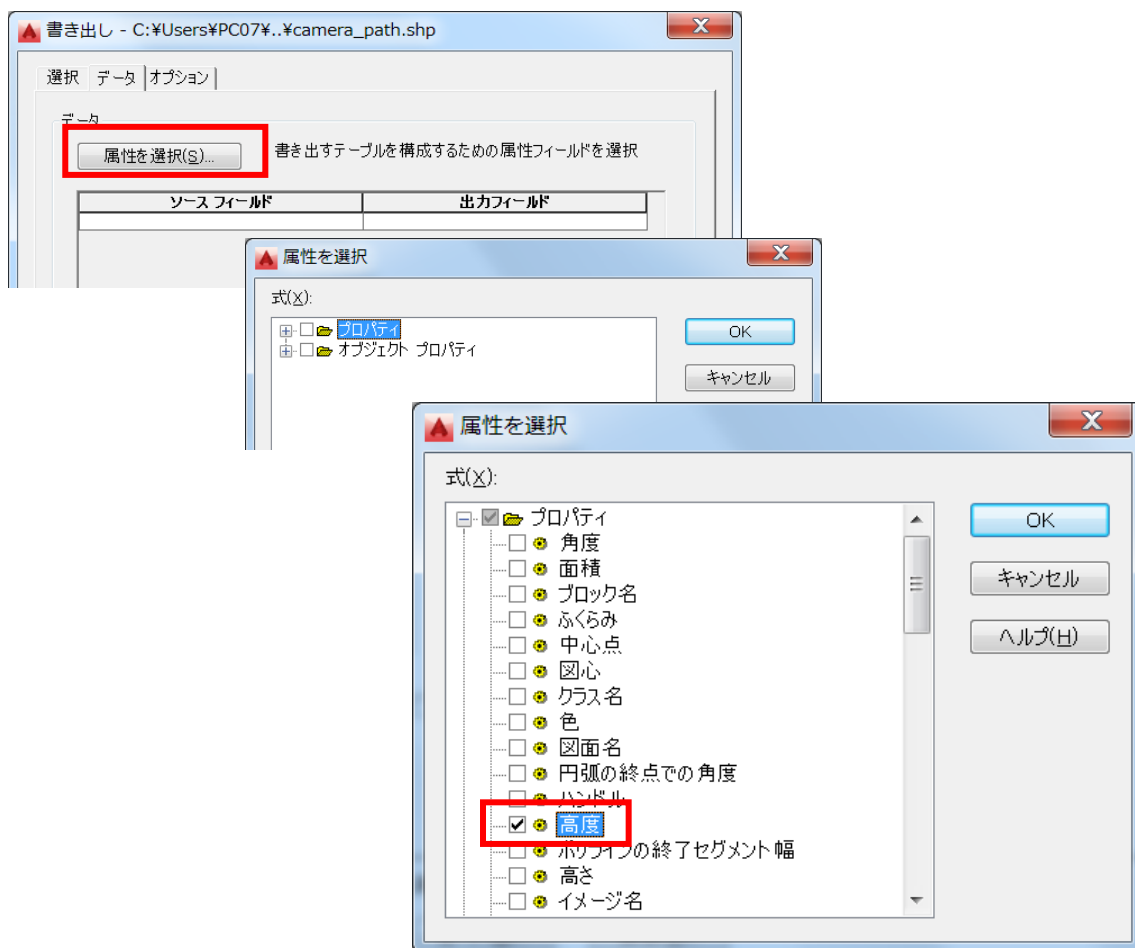 書き出し - C:¥Users¥PC07¥..¥camera_path.shp
選択 データ オプション
データ
属性を選択(S)... 書き出すテーブルを構成するための属性フィールドを選択
ソース フィールド 出力フィールド
属性を選択
式(X):
プロパティ
オブジェクト プロパティ
OK
キャンセル
属性を選択
式(X):
プロパティ
角度
面積
ブロック名
ふくらみ
中心点
図心
クラス名
色
図面名
円弧の終点での角度
ハンドル
高度
ポリラインの終了セグメント幅
高さ
イメージ名
OK
キャンセル
ヘルプ(H)